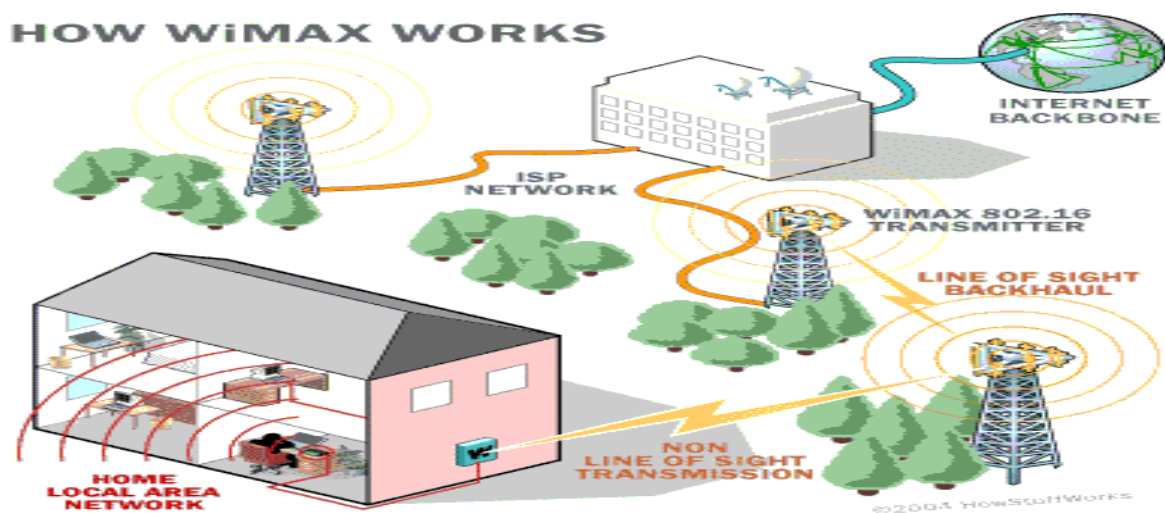 HOW WiMAX WORKS
INTERNET
BACKBONE
ISP
NETWORK
WiMAX 802.16
TRANSMITTER
LINE OF SIGHT
BACKHAUL
NON
LINE OF SIGHT
TRANSMISSION
HOME
LOCAL AREA
NETWORK
©2004 HowStuffWorks